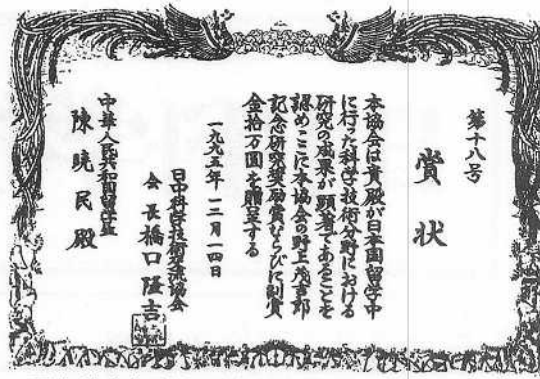 第十八号
賞状
本協会は貴殿が日本国留学中
に行った科学技術分野における
研究の成果が顕著であることを
認めここに本協会の野上茂吉郎
記念研究奨励賞ならびに副賞
金拾万圓を贈呈する
一九九五年一二月一四日
日中科学技術交流協会
会長橋口隆吉
中華人民共和国留学生
陳暁民殿